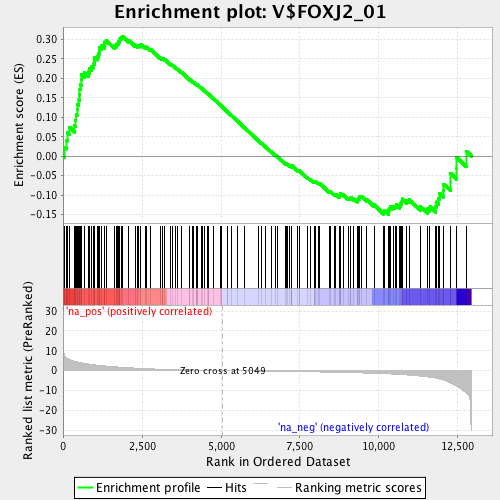 Enrichment plot: V$FOXJ2_01
Enrichment score (ES)
0.30
0.25
0.20
0.15
0.10
0.05
0.00
-0.05
-0.10
-0.15
'na_pos' (positively correlated)
Ranked list metric (PreRanked)
30
20
10
0
-10
-20
-30
Zero cross at 5049
'na_neg' (negatively correlated)
0
2,500
5,000
7,500
10,000
12,500
Rank in Ordered Dataset
Enrichment profile
Hits
Ranking metric scores